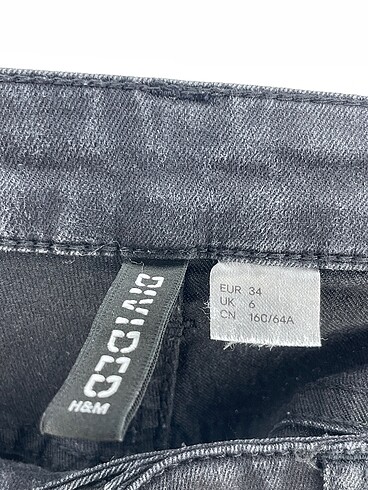 DIVIDED
H&M
EUR 34
UK 6
CN 160/64A